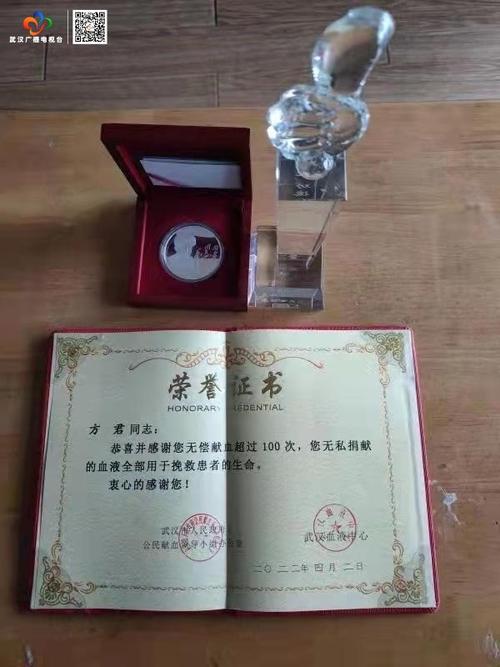 武汉广播电视台
荣誉证书
HONORARY CREDENTIAL
方 君 同志：
恭喜并感谢您无偿献血超过 100 次，您无私捐献
的血液全部用于挽救患者的生命。
衷心的感谢您！
武汉市人民政府
公民献血领导小组办公室
武汉血液中心
二〇二二年四月二日